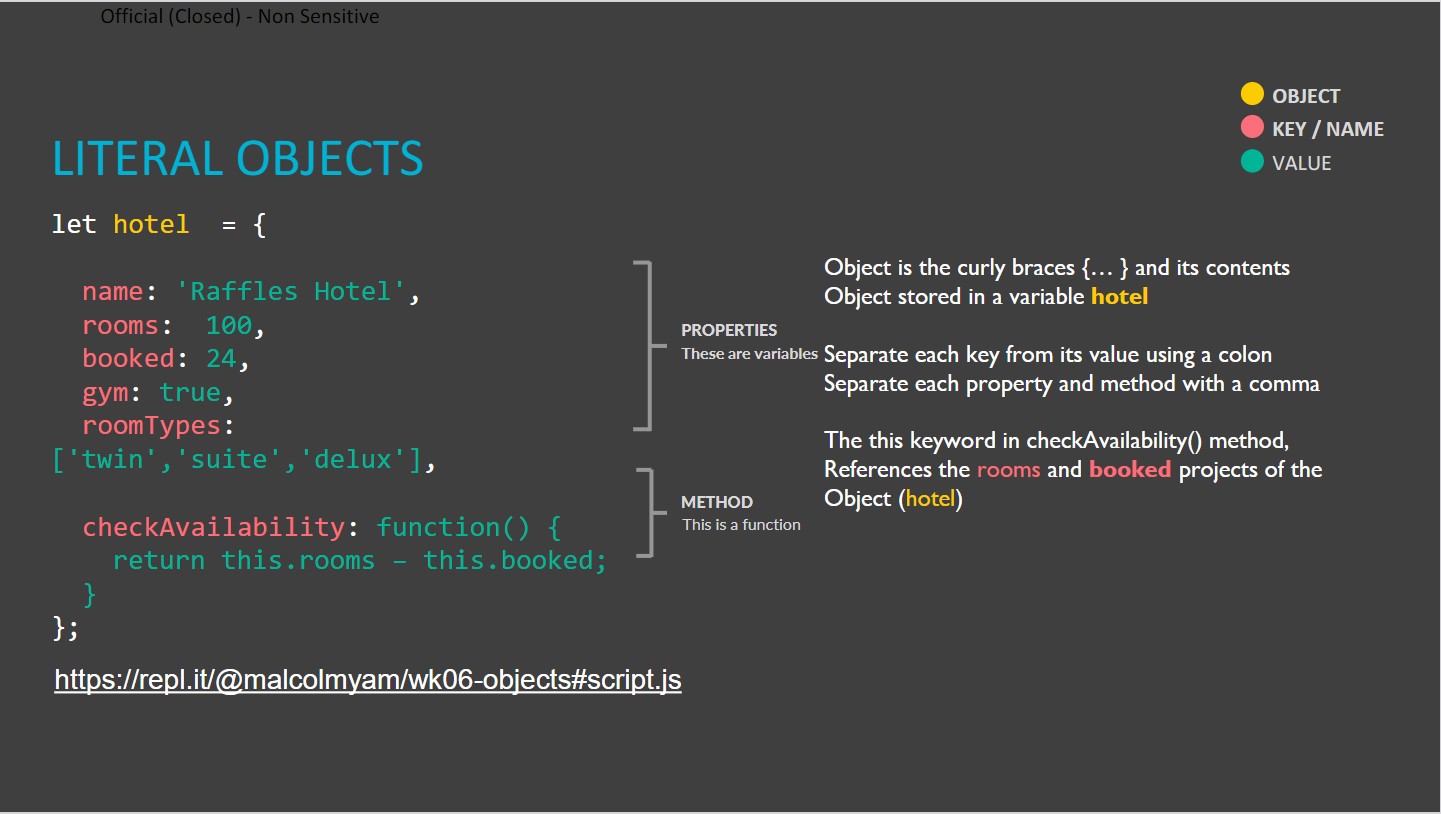 Official (Closed) - Non Sensitive
OBJECT
KEY / NAME
VALUE
LITERAL OBJECTS
let hotel  = {
  name: 'Raffles Hotel',
  rooms:  100,
  booked: 24,
  gym: true,
  roomTypes:
['twin','suite','delux'],
  checkAvailability: function() {
    return this.rooms – this.booked;
  }
};
https://repl.it/@malcolmyam/wk06-objects#script.js
PROPERTIES
These are variables
METHOD
This is a function
Object is the curly braces {… } and its contents
Object stored in a variable hotel
Separate each key from its value using a colon
Separate each property and method with a comma
The this keyword in checkAvailability() method,
References the rooms and booked projects of the
Object (hotel)